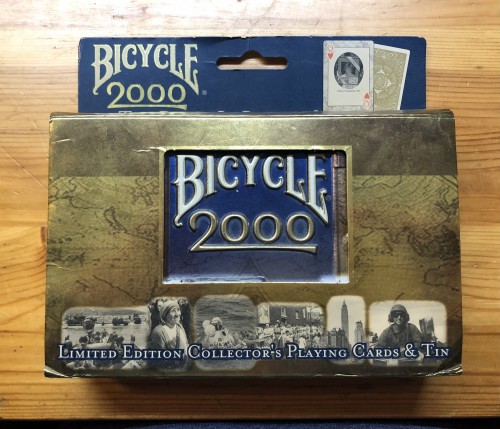 BICYCLE
2000
BICYCLE
2000
LIMITED EDITION COLLECTOR'S PLAYING CARDS & TIN